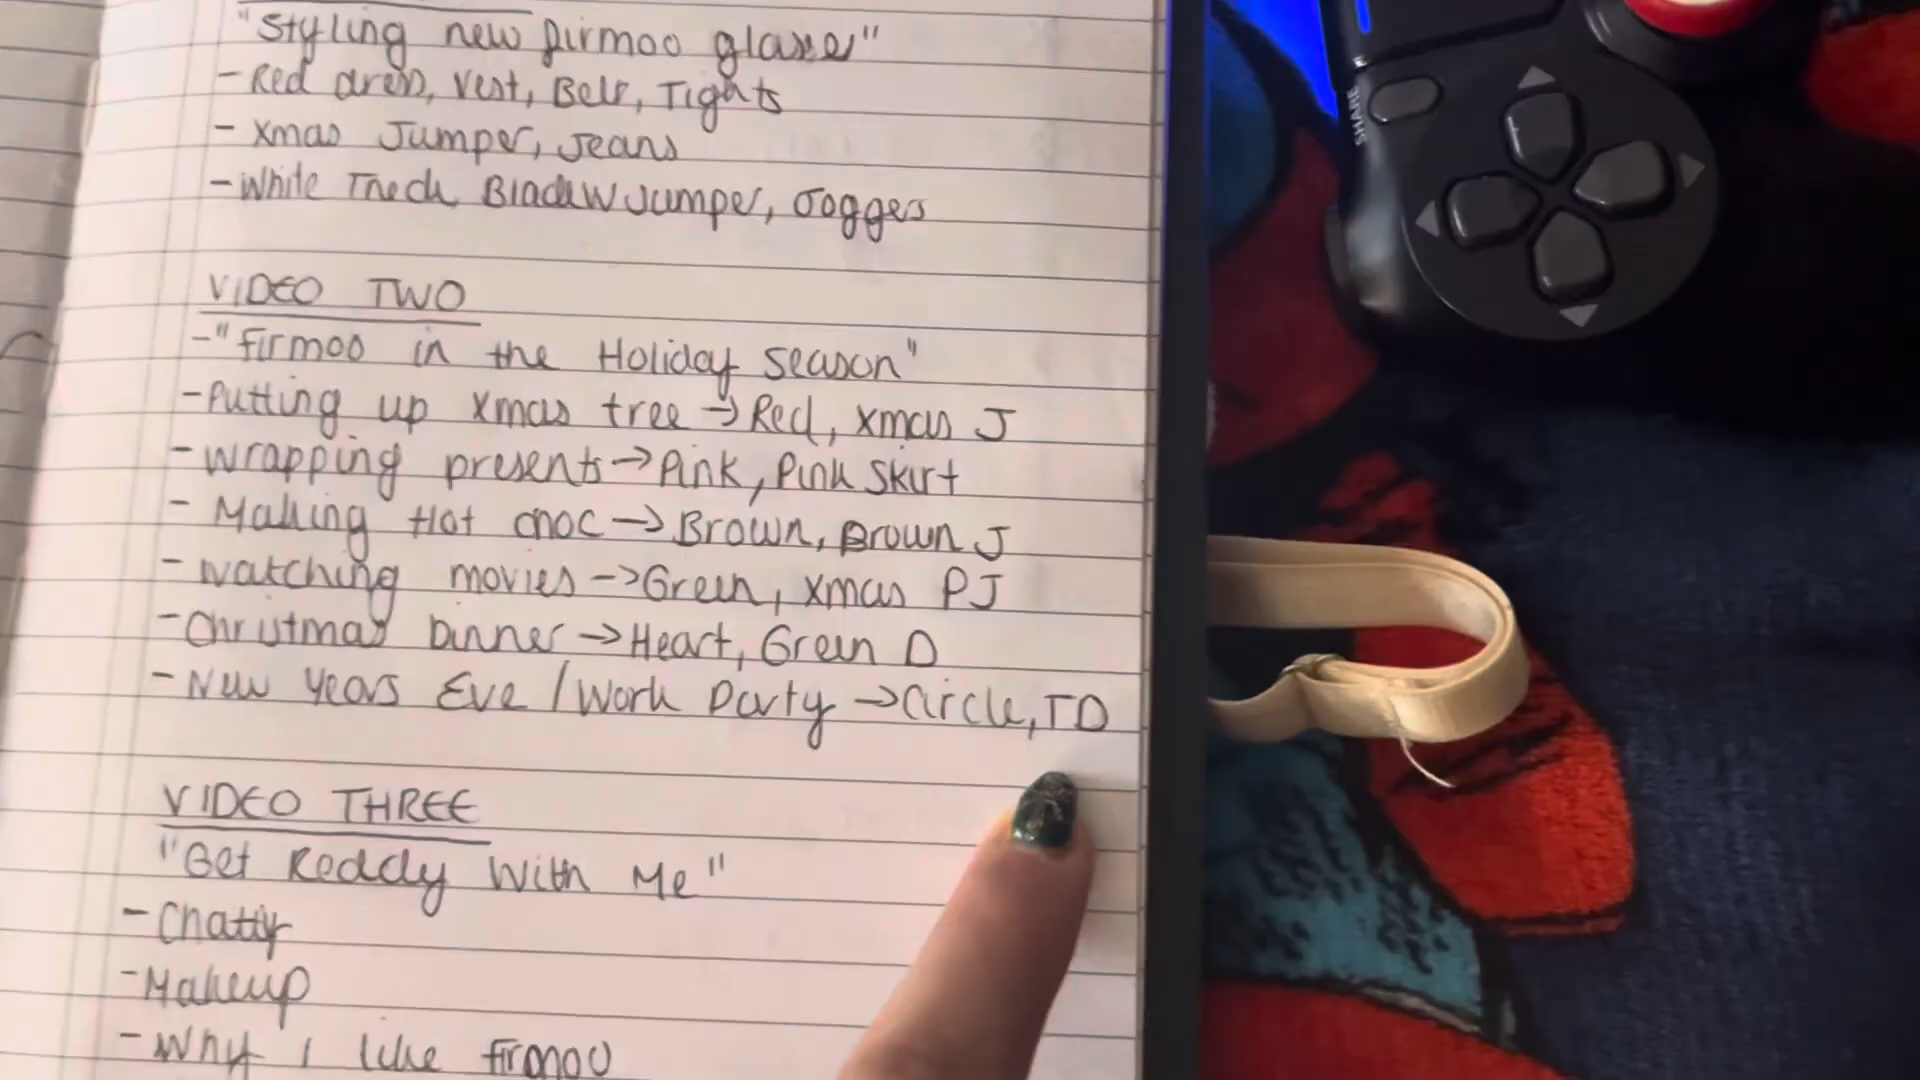 "Styling new firmoo glasses"
- Red dress, Vest, Belt, Tights
- Xmas Jumper, Jeans
- White Neck, Black W Jumper, Joggers
VIDEO TWO
- "firmoo in the Holiday Season"
- Putting up Xmas tree → Red, Xmas J
- Wrapping presents → Pink, Pink Skirt
- Making Hot choc → Brown, Brown J
- Watching movies → Green, Xmas PJ
- Christmas Dinner → Heart, Green D
- New Years Eve / Work Party → Circle, TD
VIDEO THREE
"Get Ready With Me"
- Chatty
- Makeup
- Why I like firmoo
SHARE